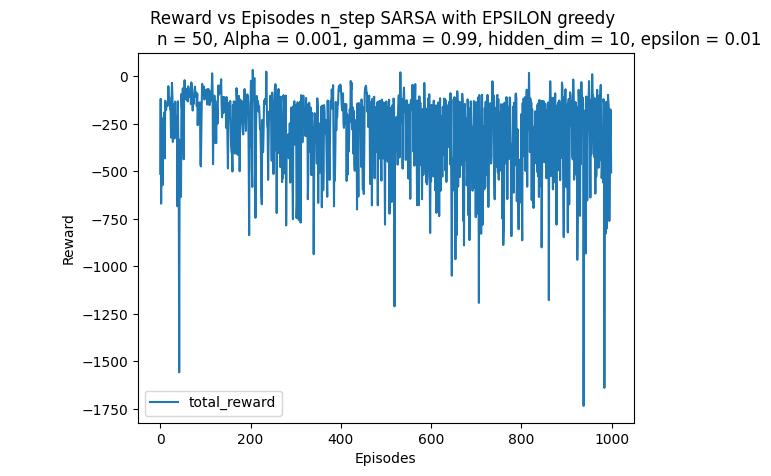 Reward vs Episodes n_step SARSA with EPSILON greedy
n = 50, Alpha = 0.001, gamma = 0.99, hidden_dim = 10, epsilon = 0.01
0
−250
−500
−750
−1000
−1250
−1500
−1750
Reward
total_reward
0
200
400
600
800
1000
Episodes